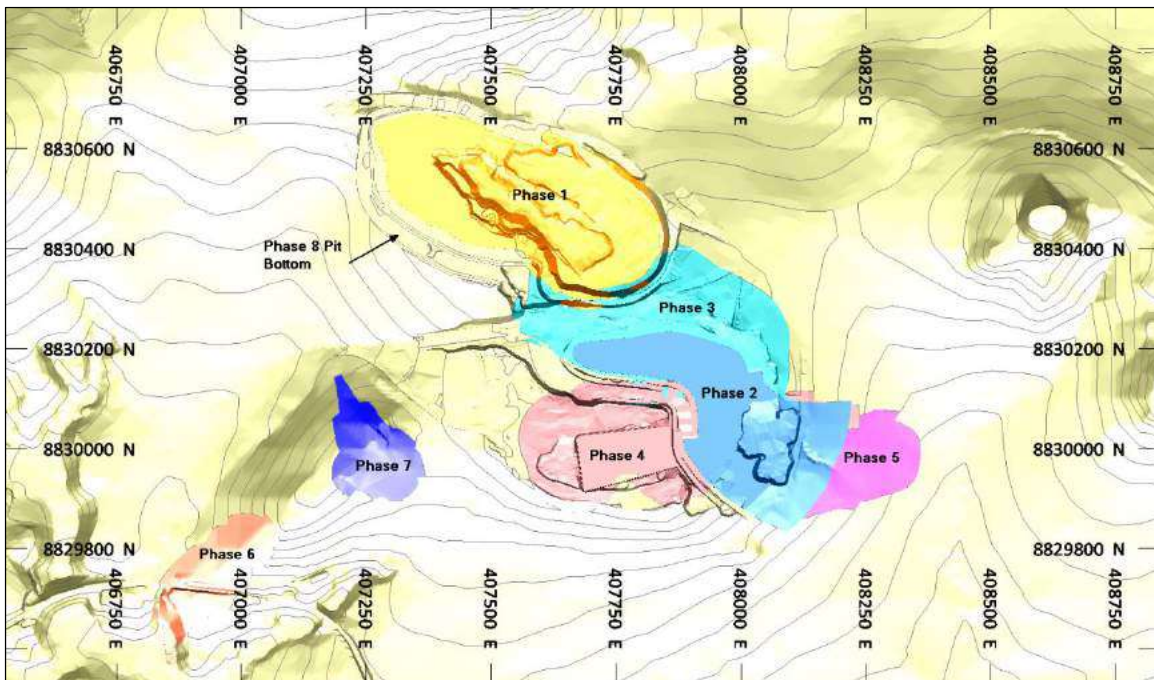 406750 E
407000 E
407250 E
407500 E
407750 E
408000 E
408250 E
408500 E
408750 E
8830600 N
8830600 N
Phase 1
Phase 8 Pit
Bottom
8830400 N
8830400 N
Phase 3
8830200 N
8830200 N
Phase 2
8830000 N
8830000 N
Phase 7
Phase 4
Phase 5
8829800 N
8829800 N
Phase 6
406750 E
407000 E
407250 E
407500 E
407750 E
408000 E
408250 E
408500 E
408750 E